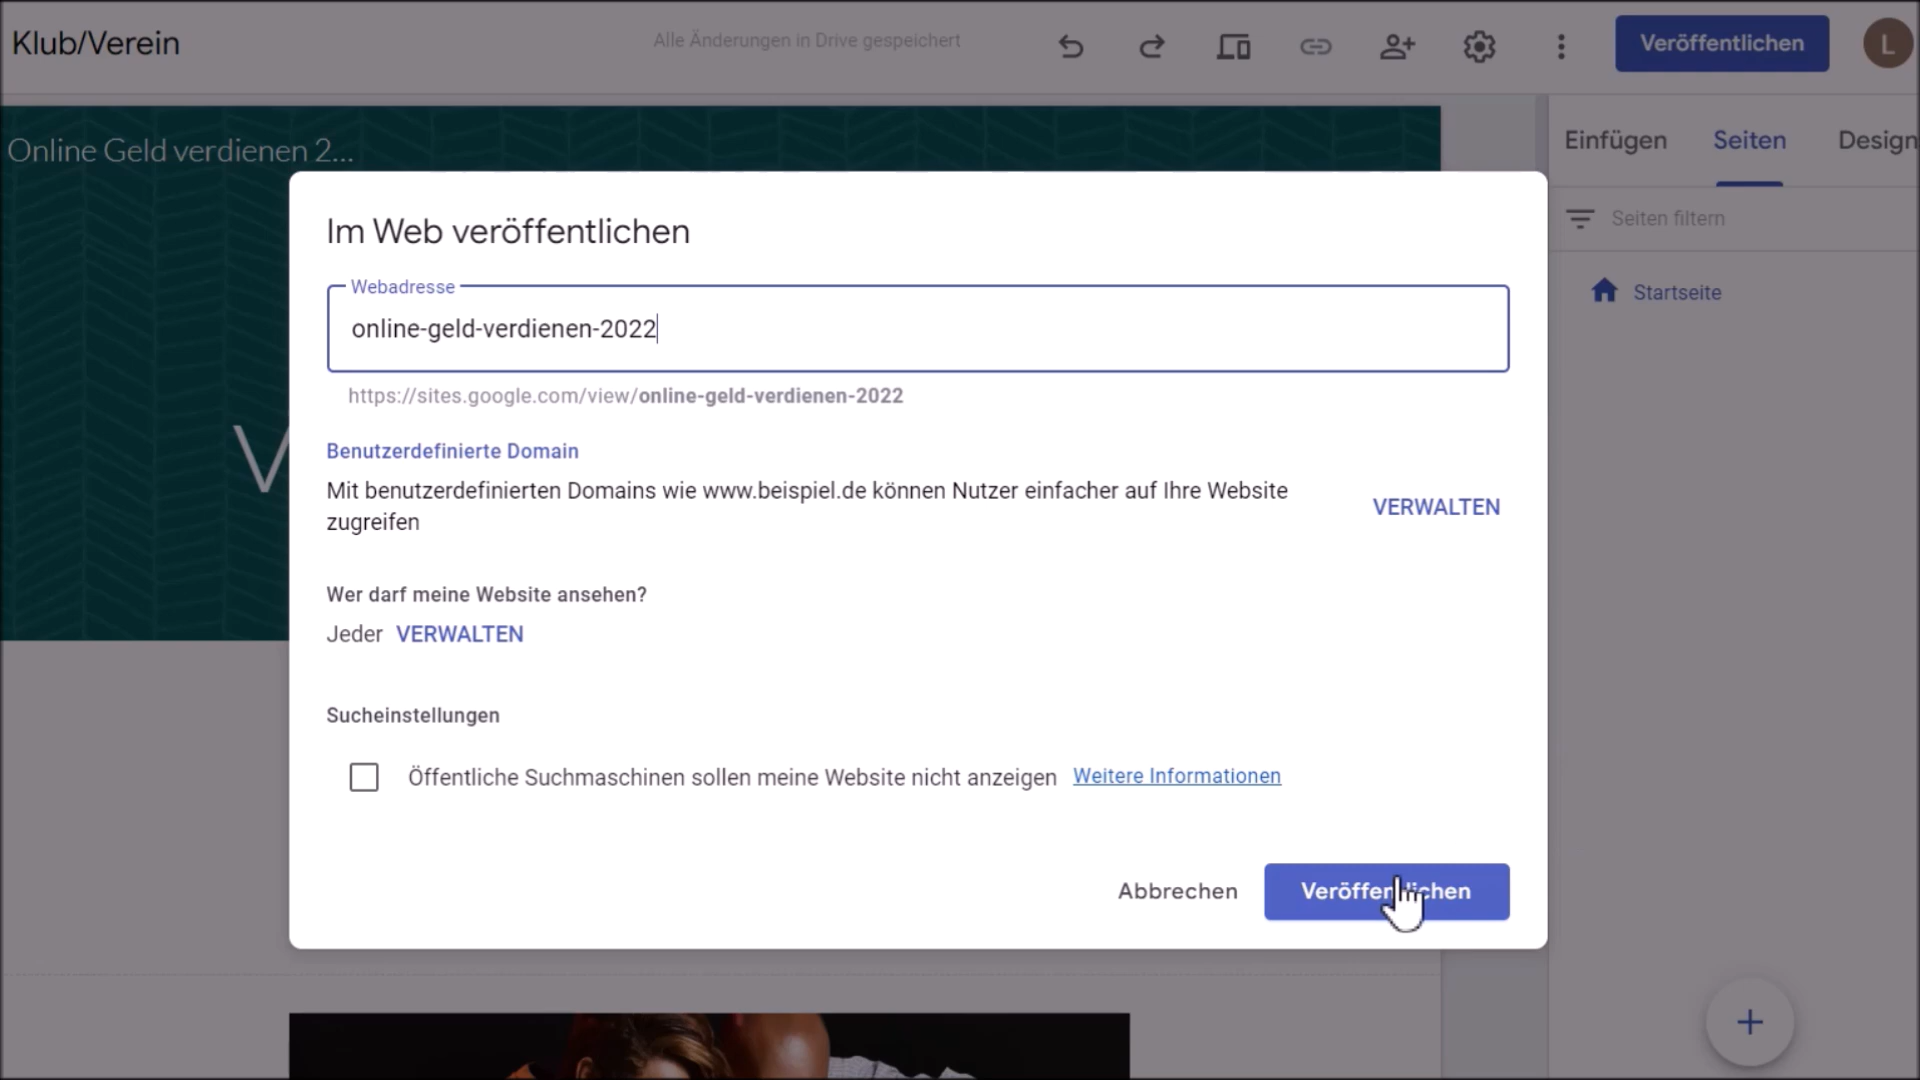 Klub/Verein
Alle Änderungen in Drive gespeichert
Veröffentlichen
L
Online Geld verdienen 2...
Einfügen
Seiten
Design
Seiten filtern
Startseite
V
Im Web veröffentlichen
Webadresse
online-geld-verdienen-2022
https://sites.google.com/view/online-geld-verdienen-2022
Benutzerdefinierte Domain
Mit benutzerdefinierten Domains wie www.beispiel.de können Nutzer einfacher auf Ihre Website
zugreifen
VERWALTEN
Wer darf meine Website ansehen?
Jeder VERWALTEN
Sucheinstellungen
Öffentliche Suchmaschinen sollen meine Website nicht anzeigen Weitere Informationen
Abbrechen
Veröffentlichen